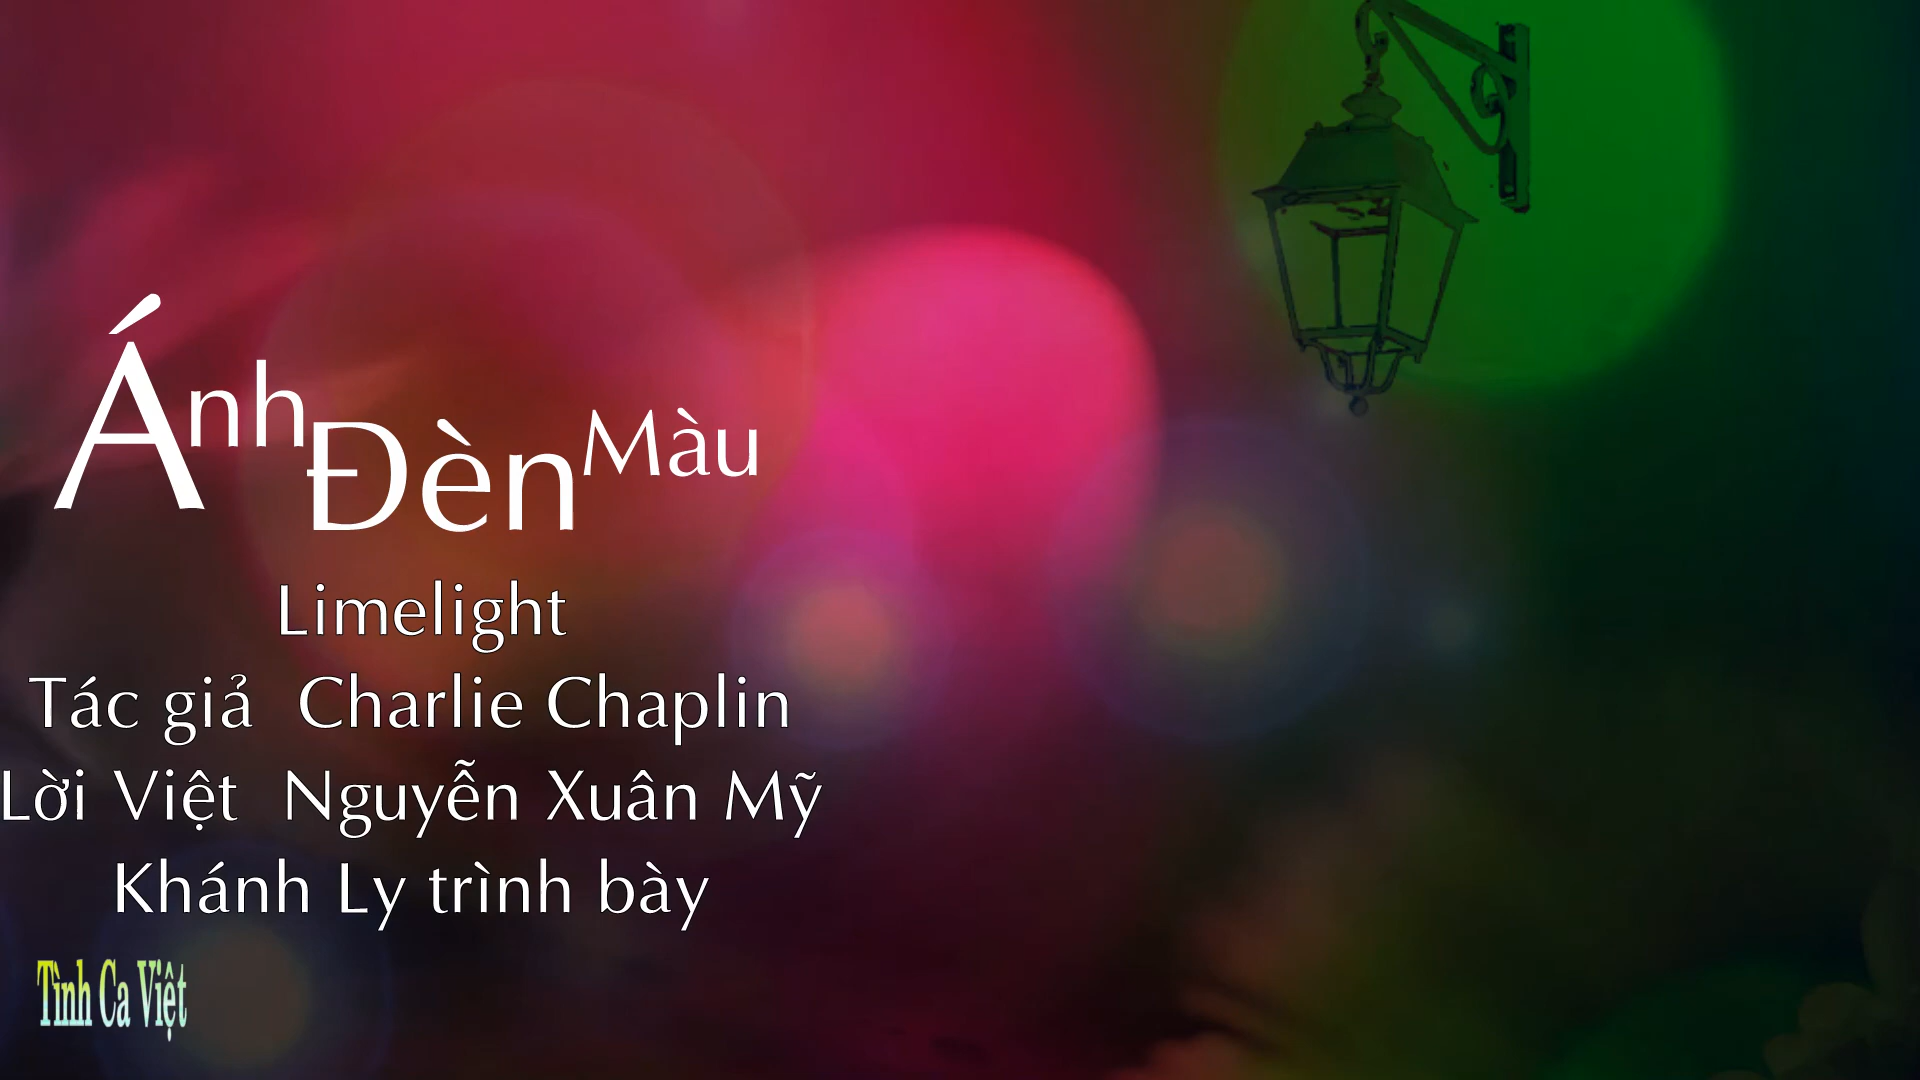 Ánh Đèn Màu
Limelight
Tác giả Charlie Chaplin
Lời Việt Nguyễn Xuân Mỹ
Khánh Ly trình bày
Tình Ca Việt